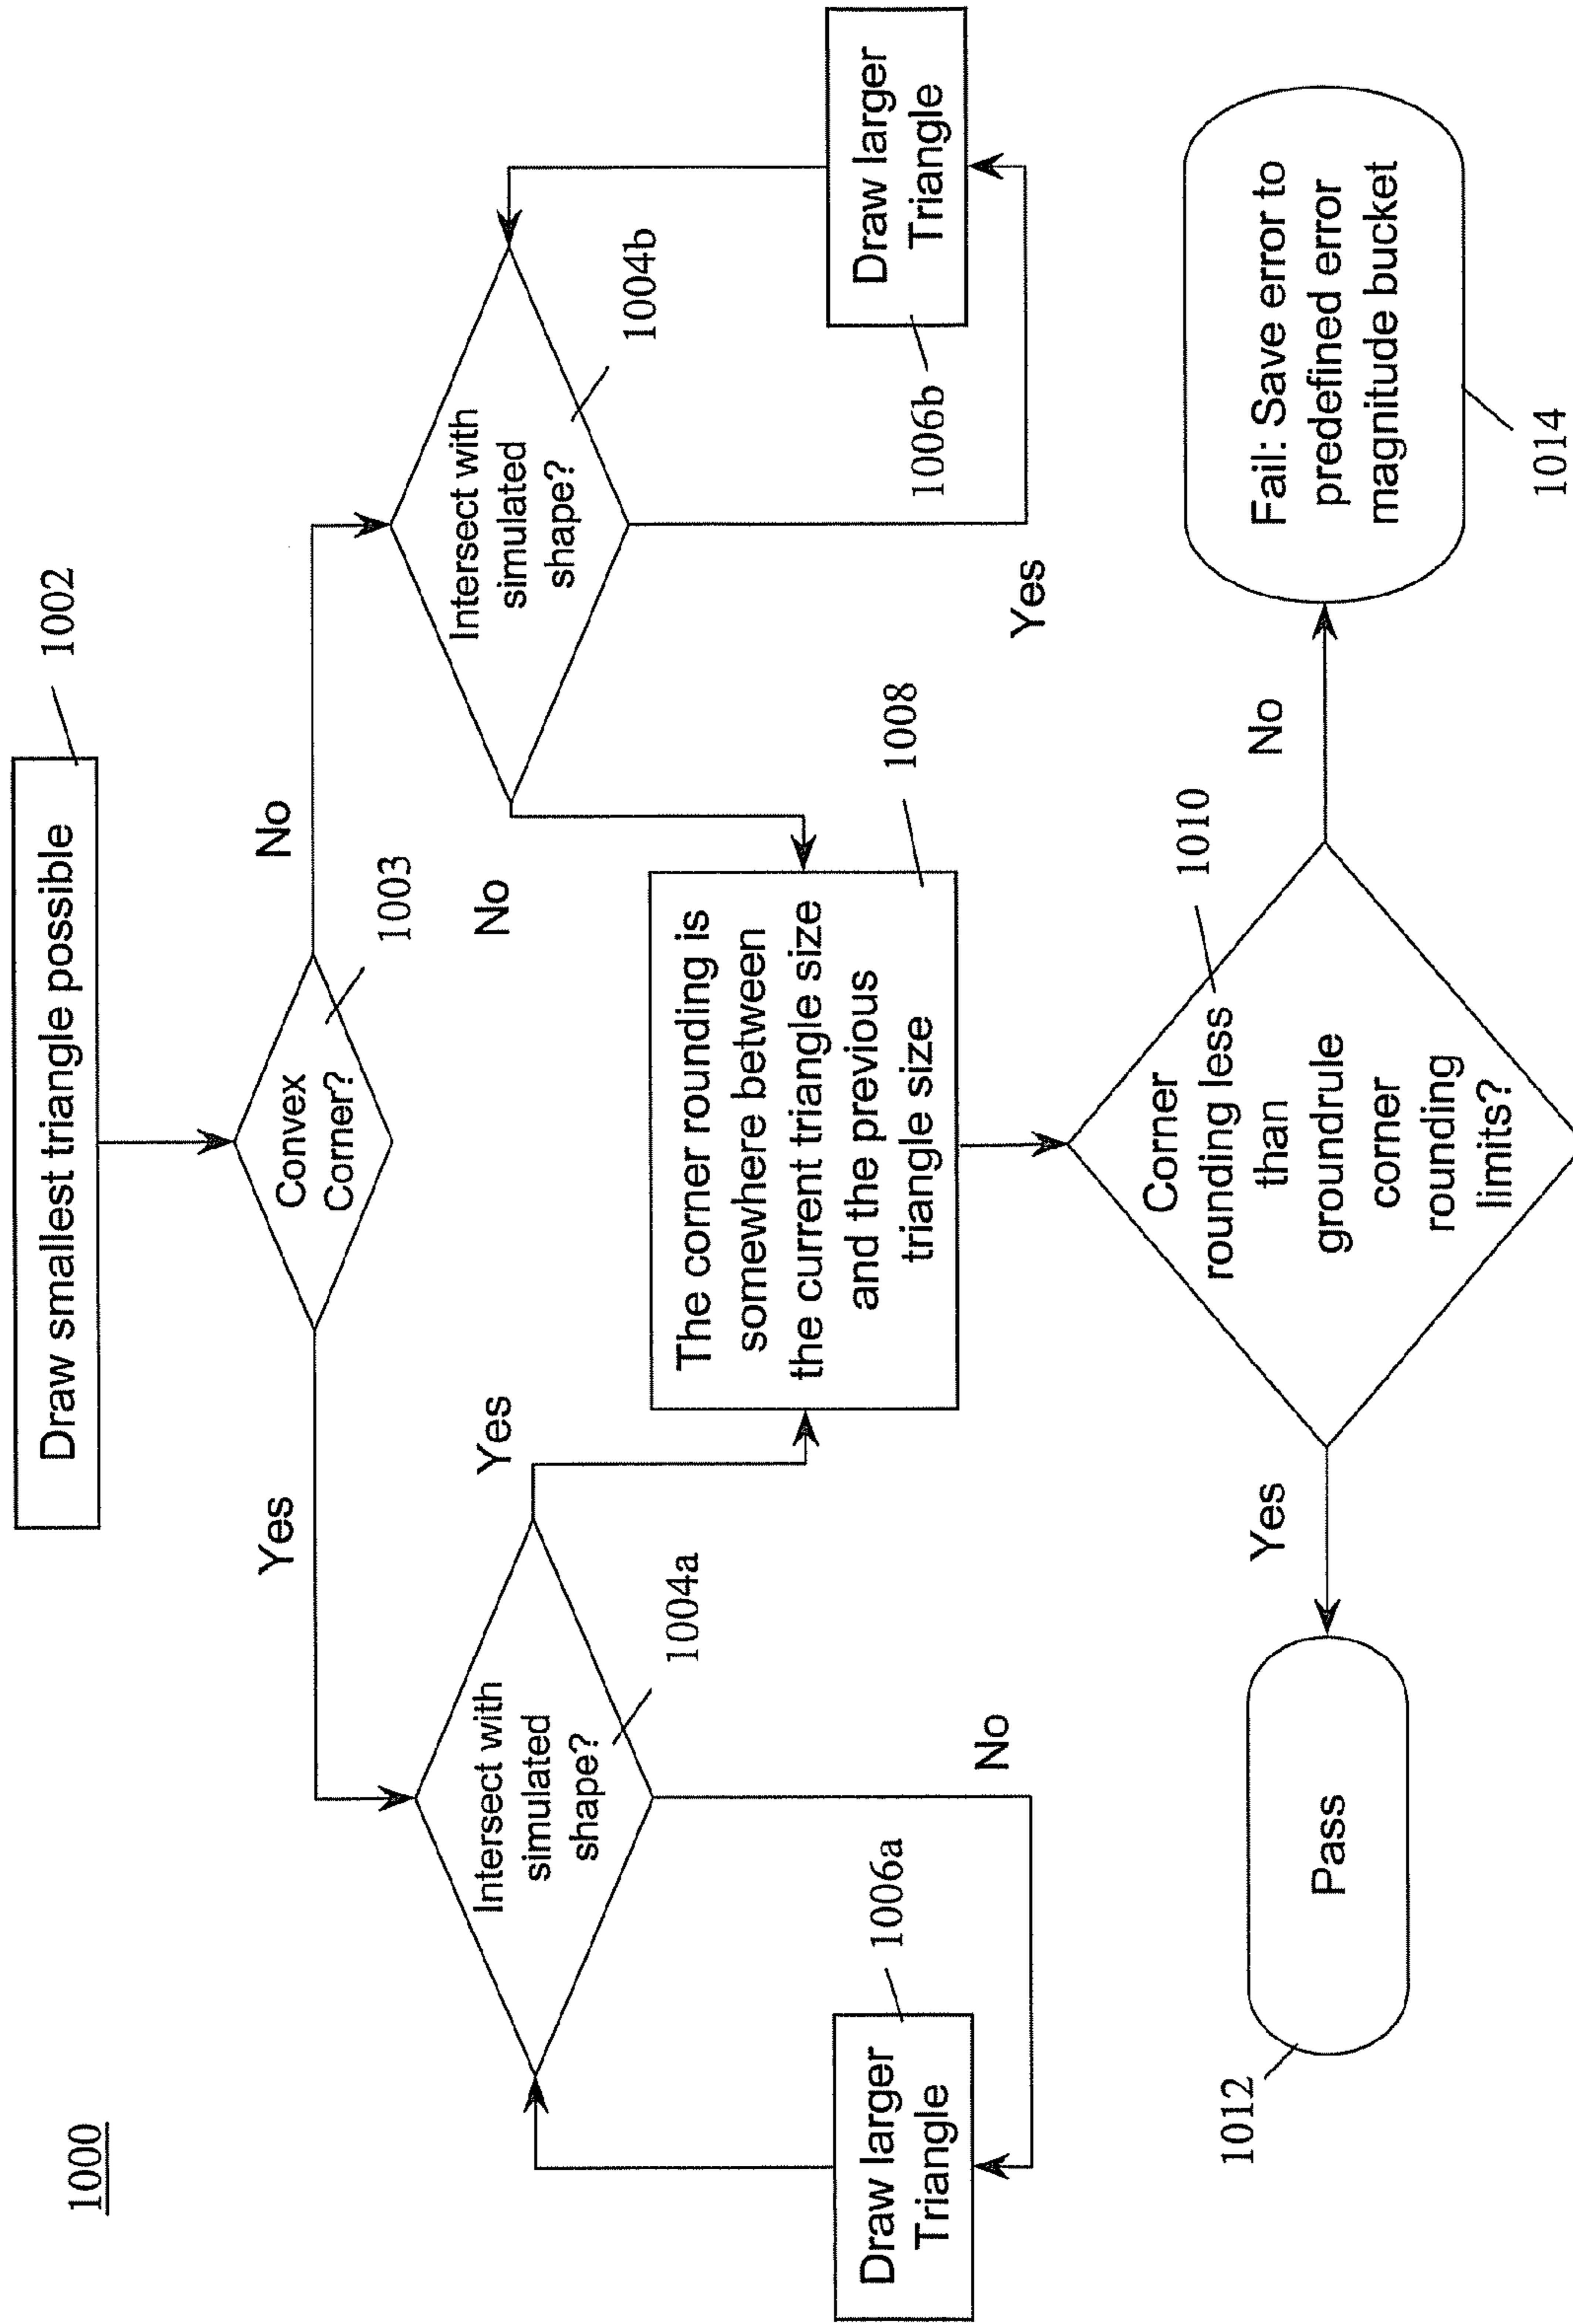 1000
Draw smallest triangle possible
1002
Convex
Corner?
1003
Yes
No
Intersect with
simulated
shape?
1004a
Yes
No
Draw larger
Triangle
1006a
Intersect with
simulated
shape?
1004b
No
Yes
Draw larger
Triangle
1006b
The corner rounding is
somewhere between
the current triangle size
and the previous
triangle size
1008
Corner
rounding less
than
groundrule
corner
rounding
limits?
1010
Yes
No
Pass
1012
Fail: Save error to
predefined error
magnitude bucket
1014